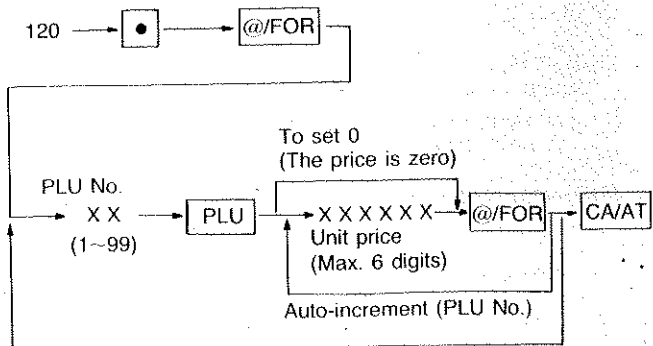 120 • @/FOR
To set 0
(The price is zero)
PLU No.
X X PLU X X X X X X @/FOR CA/AT
(1~99) Unit price
(Max. 6 digits)
Auto-increment (PLU No.)